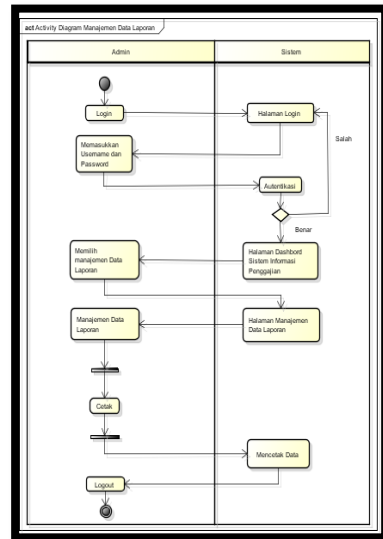 act Activity Diagram Manajemen Data Laporan
Admin
Sistem
Login
Halaman Login
Salah
Memasukkan
Username dan
Password
Autentikasi
Benar
Memilih
manajemen Data
Laporan
Halaman Dashbord
Sistem Informasi
Penggajian
Manajemen Data
Laporan
Halaman Manajemen
Data Laporan
Cetak
Mencetak Data
Logout